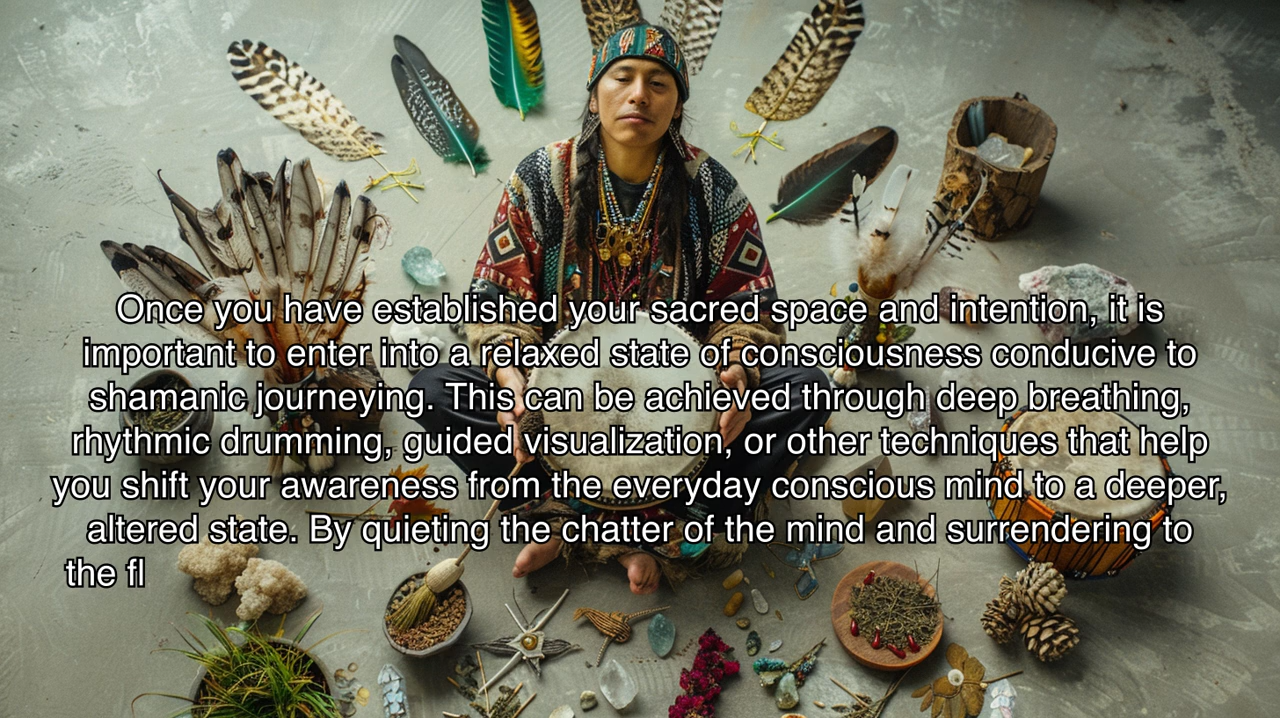 Once you have established your sacred space and intention, it is
important to enter into a relaxed state of consciousness conducive to
shamanic journeying. This can be achieved through deep breathing,
rhythmic drumming, guided visualization, or other techniques that help
you shift your awareness from the everyday conscious mind to a deeper,
altered state. By quieting the chatter of the mind and surrendering to
the fl